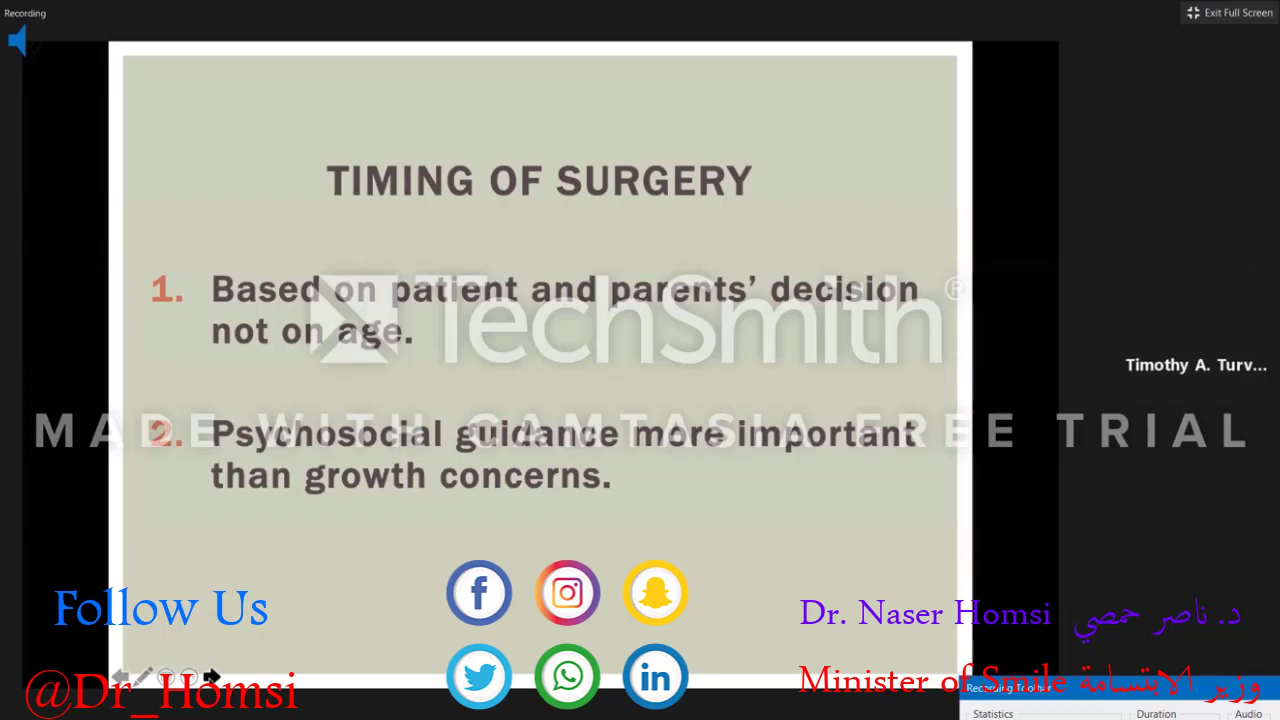 Recording
Exit Full Screen
TIMING OF SURGERY
1. Based on patient and parents’ decision
not on age.
TechSmith®
Timothy A. Turv...
MADE WITH CAMTASIA FREE TRIAL
2. Psychosocial guidance more important
than growth concerns.
Follow Us
Dr. Naser Homsi د. ناصر حمصي
@Dr_Homsi
Minister of Smile وزير الابتسامة
Recording Toolbar
Statistics Duration Audio